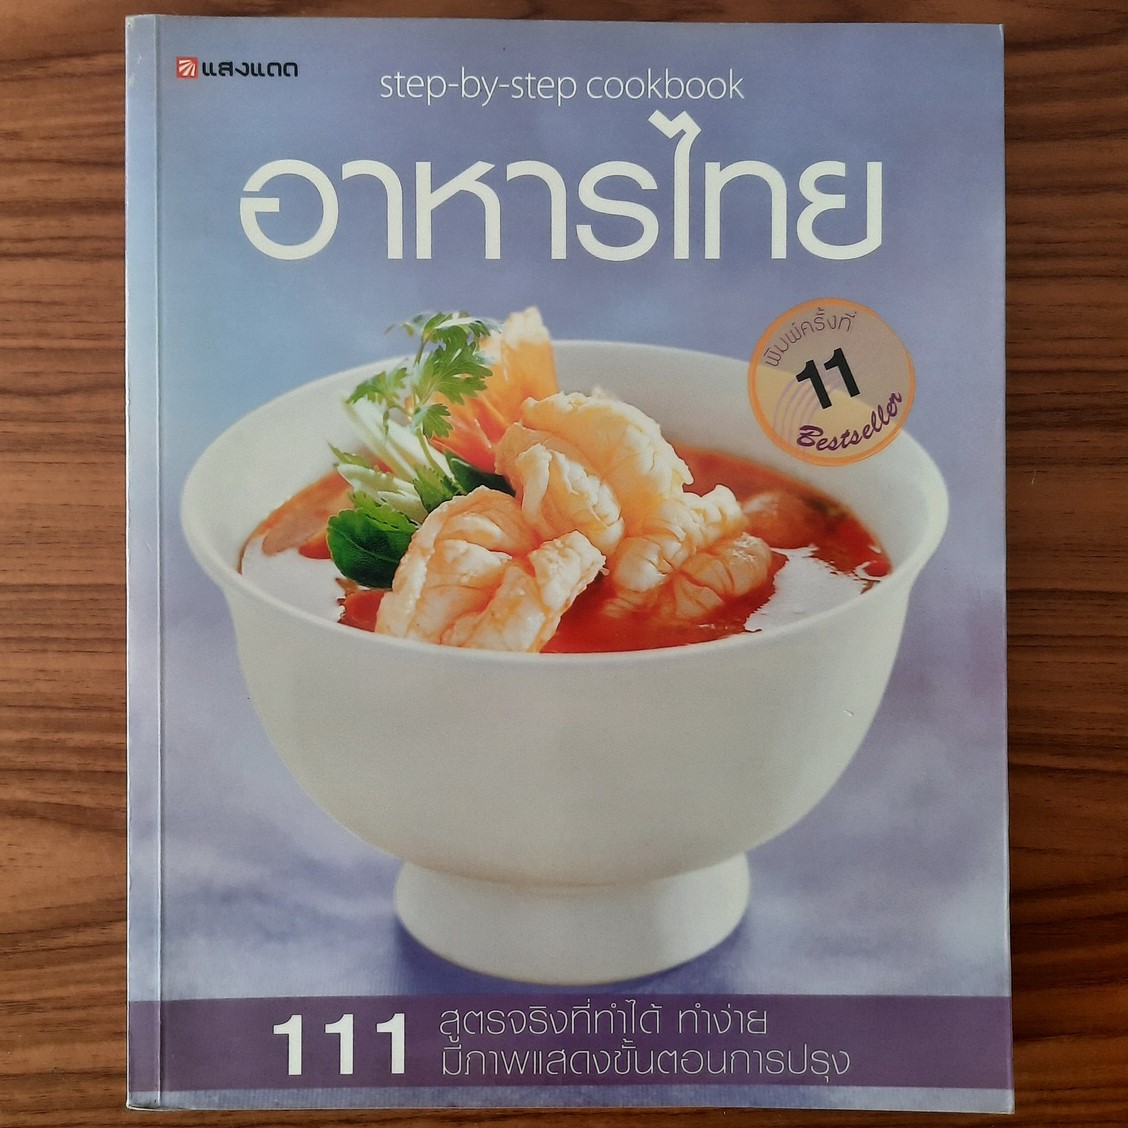 แสงแดด
step-by-step cookbook
อาหารไทย
พิมพ์ครั้งที่
11
Bestseller
111
สูตรจริงที่ทำได้ ทำง่าย
มีภาพแสดงขั้นตอนการปรุง